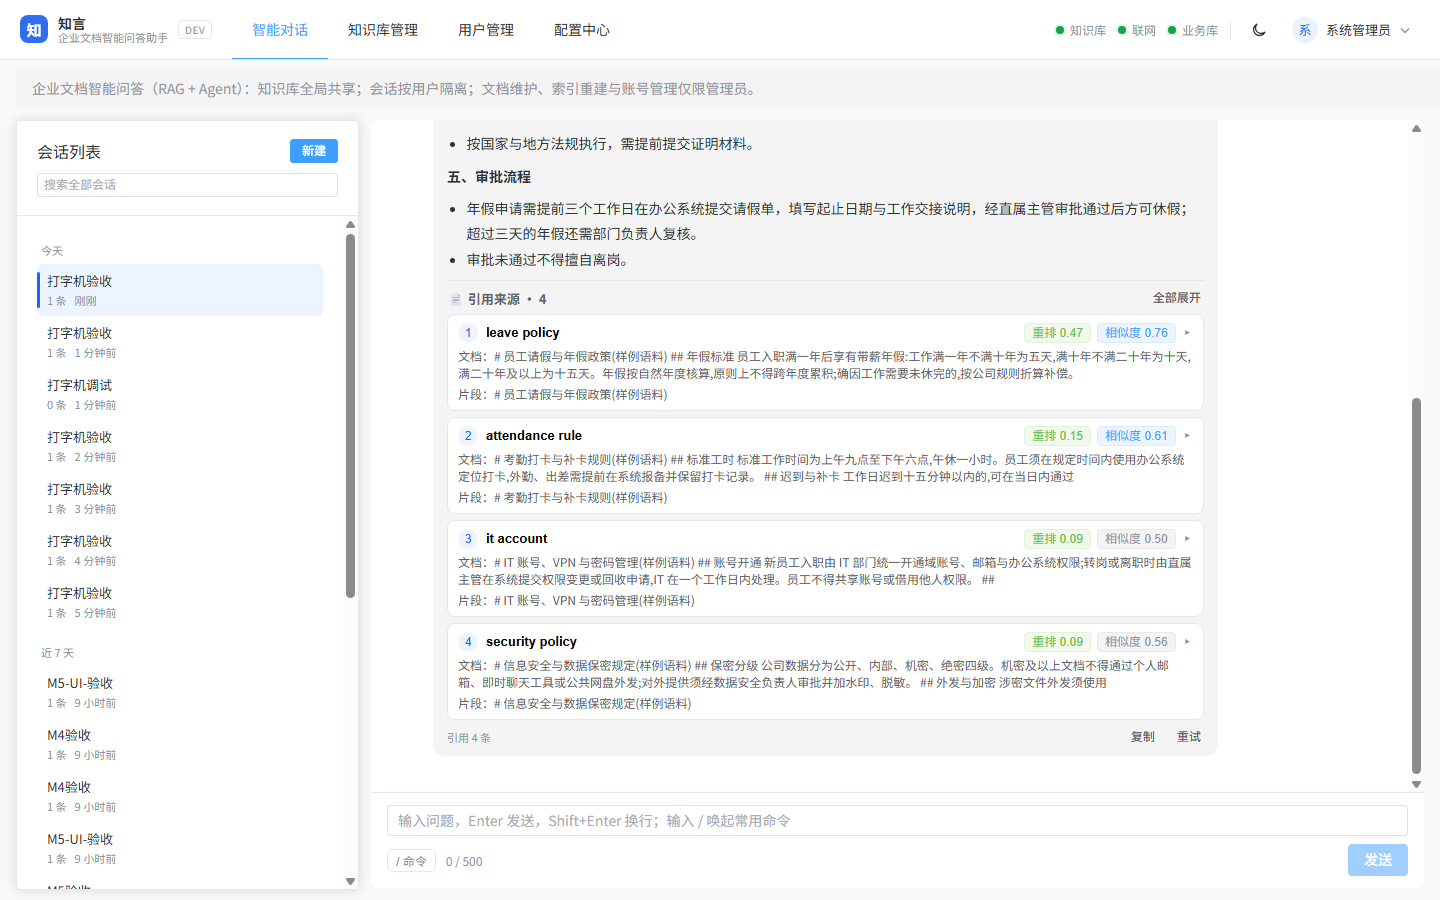 知
知言
企业文档智能问答助手
DEV
智能对话
知识库管理
用户管理
配置中心
知识库
联网
业务库
系
系统管理员
企业文档智能问答（RAG + Agent）：知识库全局共享；会话按用户隔离；文档维护、索引重建与账号管理仅限管理员。
会话列表
新建
搜索全部会话
今天
打字机验收
1 条 刚刚
打字机验收
1 条 1 分钟前
打字机调试
0 条 1 分钟前
打字机验收
1 条 2 分钟前
打字机验收
1 条 3 分钟前
打字机验收
1 条 4 分钟前
打字机验收
1 条 5 分钟前
近 7 天
M5-UI-验收
1 条 9 小时前
M4验收
1 条 9 小时前
M4验收
1 条 9 小时前
M5-UI-验收
1 条 9 小时前
M5验收
• 按国家与地方法规执行，需提前提交证明材料。
五、审批流程
• 年假申请需提前三个工作日在办公系统提交请假单，填写起止日期与工作交接说明，经直属主管审批通过后方可休假；
超过三天的年假还需部门负责人复核。
• 审批未通过不得擅自离岗。
引用来源 • 4
全部展开
1 leave policy 重排 0.47 相似度 0.76
文档：# 员工请假与年假政策(样例语料) ## 年假标准 员工入职满一年后享有带薪年假:工作满一年不满十年为五天,满十年不满二十年为十天,
满二十年及以上为十五天。年假按自然年度核算,原则上不得跨年度累积;确因工作需要未休完的,按公司规则折算补偿。
片段：# 员工请假与年假政策(样例语料)
2 attendance rule 重排 0.15 相似度 0.61
文档：# 考勤打卡与补卡规则(样例语料) ## 标准工时 标准工作时间为上午九点至下午六点,午休一小时。员工须在规定时间内使用办公系统
定位打卡,外勤、出差需提前在系统报备并保留打卡记录。 ## 迟到与补卡 工作日迟到十五分钟以内的,可在当日内通过
片段：# 考勤打卡与补卡规则(样例语料)
3 it account 重排 0.09 相似度 0.50
文档：# IT 账号、VPN 与密码管理(样例语料) ## 账号开通 新员工入职由 IT 部门统一开通域账号、邮箱与办公系统权限;转岗或离职时由直属
主管在系统提交权限变更或回收申请,IT 在一个工作日内处理。员工不得共享账号或借用他人权限。 ##
片段：# IT 账号、VPN 与密码管理(样例语料)
4 security policy 重排 0.09 相似度 0.56
文档：# 信息安全与数据保密规定(样例语料) ## 保密分级 公司数据分为公开、内部、机密、绝密四级。机密及以上文档不得通过个人邮
箱、即时聊天工具或公共网盘外发;对外提供须经数据安全负责人审批并加水印、脱敏。 ## 外发与加密 涉密文件外发须使用
片段：# 信息安全与数据保密规定(样例语料)
引用 4 条
复制
重试
输入问题，Enter 发送，Shift+Enter 换行；输入 / 唤起常用命令
/ 命令
0 / 500
发送